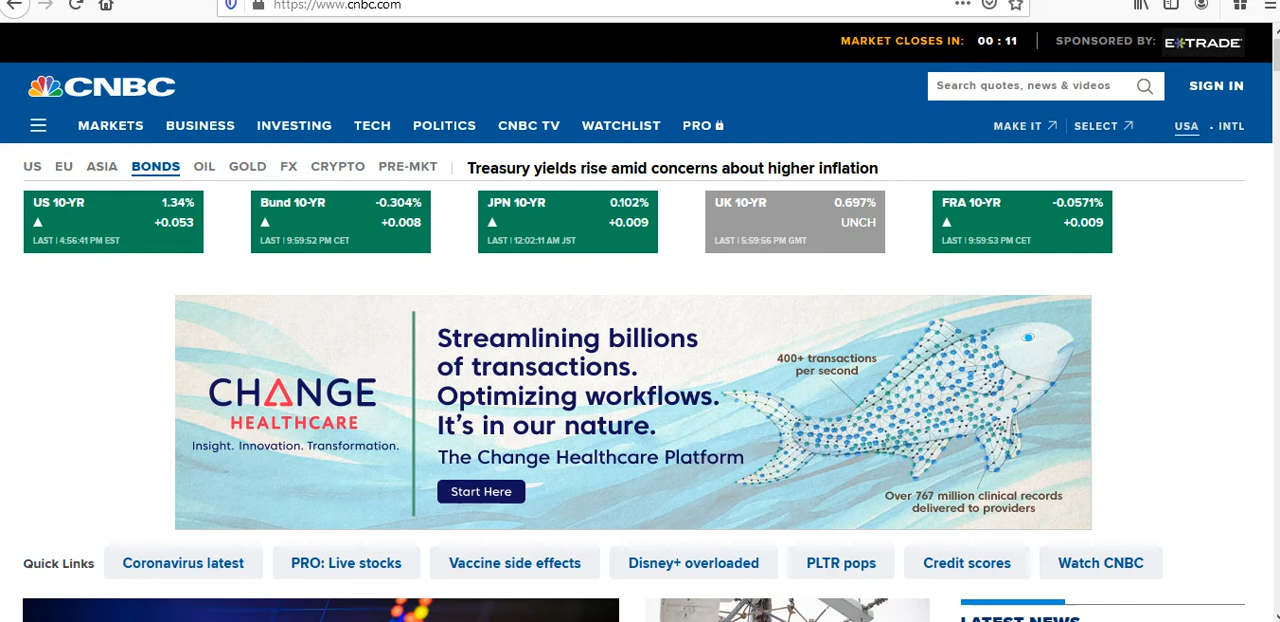 https://www.cnbc.com
MARKET CLOSES IN: 00 : 11 SPONSORED BY: E*TRADE
CNBC
Search quotes, news & videos
SIGN IN
MARKETS BUSINESS INVESTING TECH POLITICS CNBC TV WATCHLIST PRO
MAKE IT SELECT USA · INTL
US EU ASIA BONDS OIL GOLD FX CRYPTO PRE-MKT
Treasury yields rise amid concerns about higher inflation
US 10-YR 1.34%
+0.053
LAST | 4:56:41 PM EST
Bund 10-YR -0.304%
+0.008
LAST | 9:59:52 PM CET
JPN 10-YR 0.102%
+0.009
LAST | 12:02:11 AM JST
UK 10-YR 0.697%
UNCH
LAST | 5:59:56 PM GMT
FRA 10-YR -0.0571%
+0.009
LAST | 9:59:53 PM CET
CHANGE
HEALTHCARE
Insight. Innovation. Transformation.
Streamlining billions
of transactions.
Optimizing workflows.
It's in our nature.
The Change Healthcare Platform
Start Here
400+ transactions
per second
Over 767 million clinical records
delivered to providers
Quick Links Coronavirus latest PRO: Live stocks Vaccine side effects Disney+ overloaded PLTR pops Credit scores Watch CNBC
LATEST NEWS